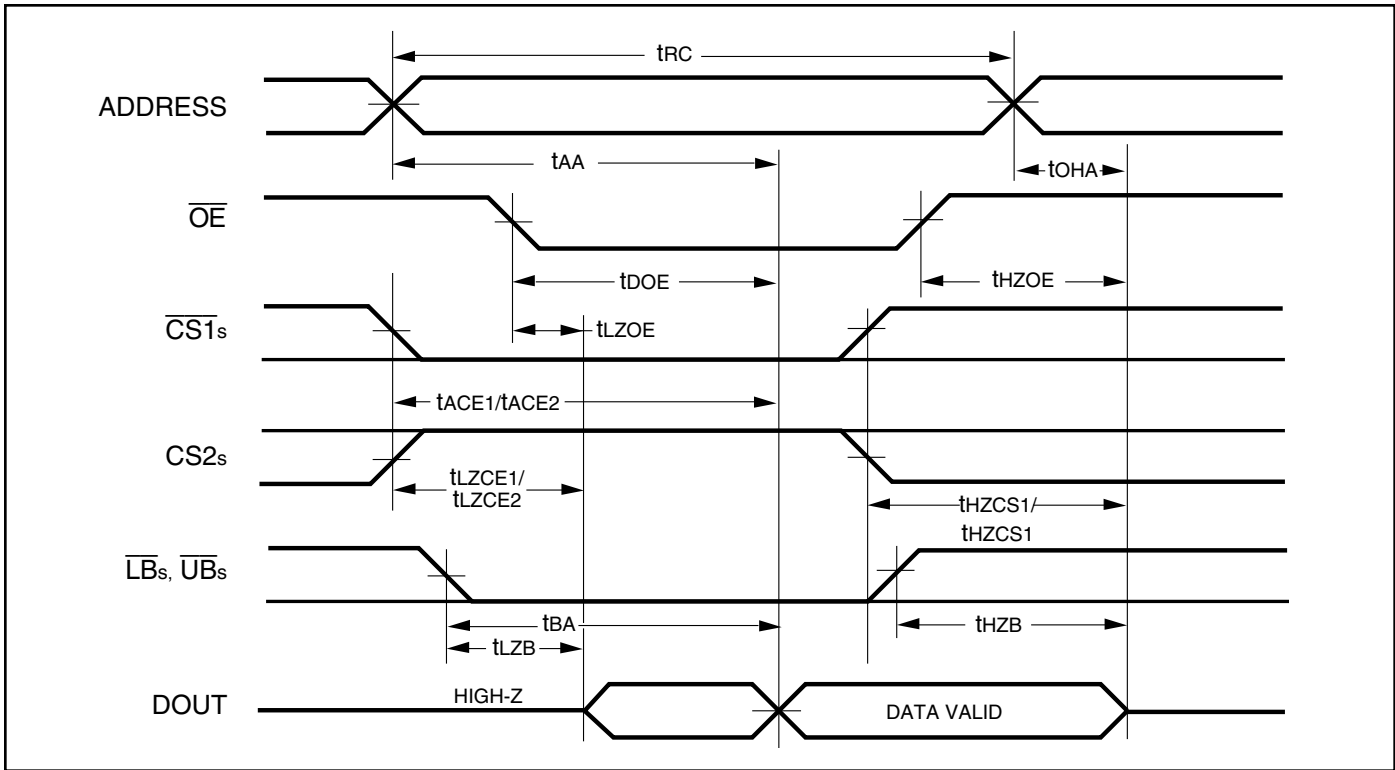 tRC
ADDRESS
tAA
tOHA
OE
tDOE
tHZOE
CS1s
tLZOE
tACE1/tACE2
CS2s
tLZCE1/
tLZCE2
tHZCS1/
tHZCS1
LBs, UBs
tBA
tHZB
tLZB
HIGH-Z
DOUT
DATA VALID